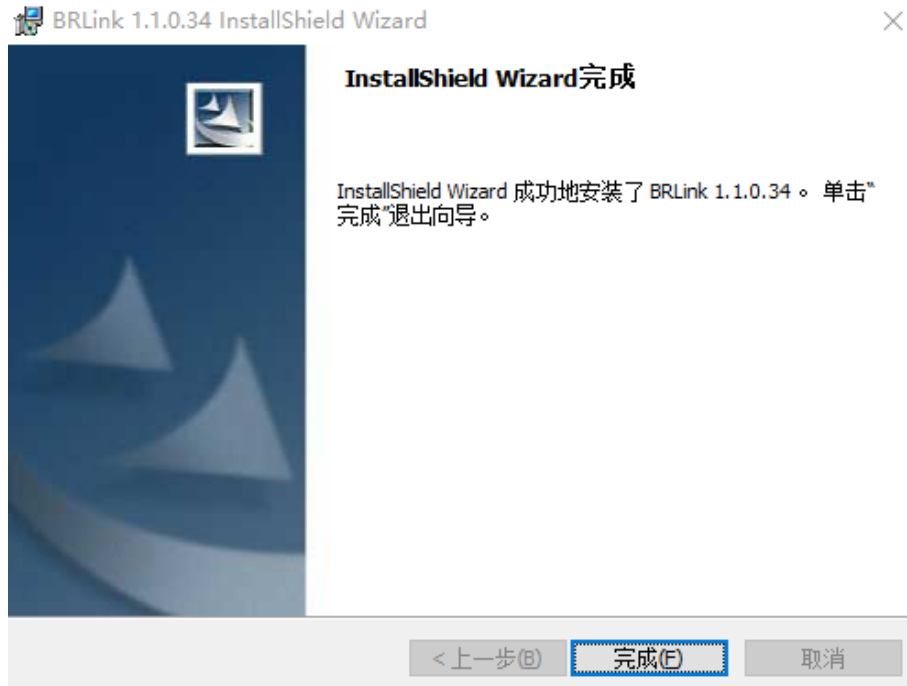 BRLink 1.1.0.34 InstallShield Wizard
InstallShield Wizard完成
InstallShield Wizard 成功地安装了 BRLink 1.1.0.34 。 单击“
完成”退出向导。
< 上一步(B)
完成(F)
取消